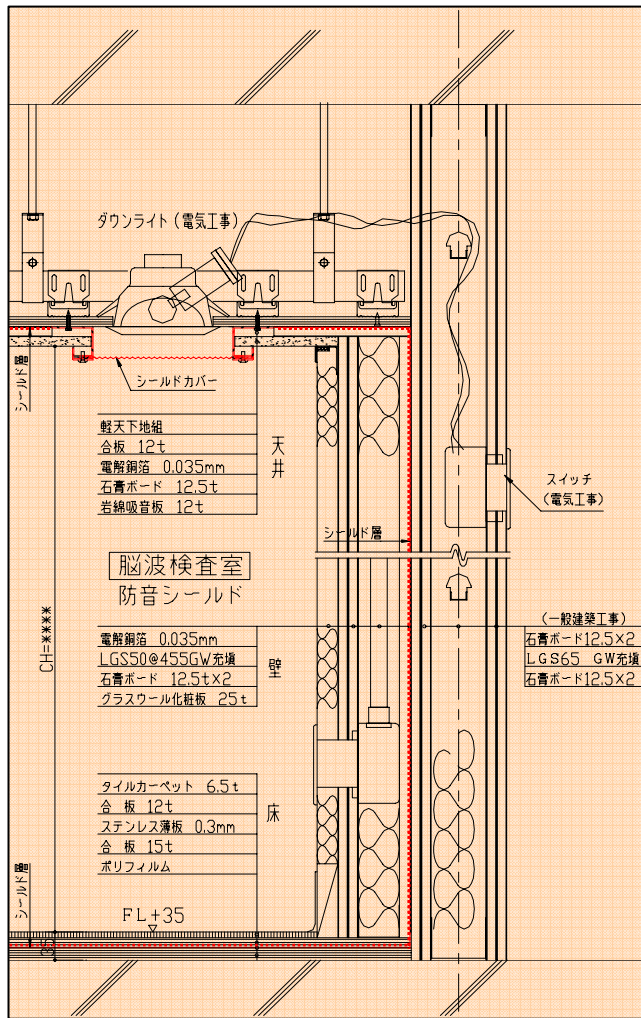 ダウンライト(電気工事)
シールド層
シールドカバー
軽天下地組
合板 12t
電解銅箔 0.035mm
石膏ボード 12.5t
岩綿吸音板 12t
天井
スイッチ
(電気工事)
シールド層
脳波検査室
防音シールド
CH=****
電解銅箔 0.035mm
LGS50@455GW充填
石膏ボード 12.5t×2
グラスウール化粧板 25t
壁
(一般建築工事)
石膏ボード12.5×2
LGS65 GW充填
石膏ボード12.5×2
タイルカーペット 6.5t
合 板 12t
ステンレス薄板 0.3mm
合 板 15t
ポリフィルム
床
シールド層
FL+35
35